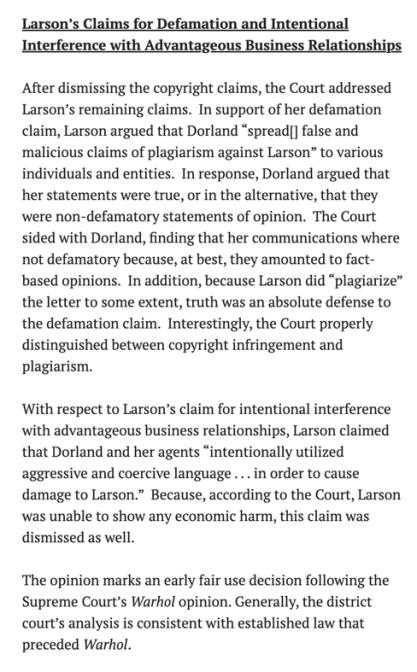 Larson's Claims for Defamation and Intentional
Interference with Advantageous Business Relationships
After dismissing the copyright claims, the Court addressed
Larson's remaining claims.  In support of her defamation
claim, Larson argued that Dorland “spread[] false and
malicious claims of plagiarism against Larson” to various
individuals and entities.  In response, Dorland argued that
her statements were true, or in the alternative, that they
were non-defamatory statements of opinion.  The Court
sided with Dorland, finding that her communications where
not defamatory because, at best, they amounted to fact-
based opinions.  In addition, because Larson did “plagiarize”
the letter to some extent, truth was an absolute defense to
the defamation claim.  Interestingly, the Court properly
distinguished between copyright infringement and
plagiarism.
With respect to Larson's claim for intentional interference
with advantageous business relationships, Larson claimed
that Dorland and her agents “intentionally utilized
aggressive and coercive language . . . in order to cause
damage to Larson.”  Because, according to the Court, Larson
was unable to show any economic harm, this claim was
dismissed as well.
The opinion marks an early fair use decision following the
Supreme Court's Warhol opinion.  Generally, the district
court's analysis is consistent with established law that
preceded Warhol.